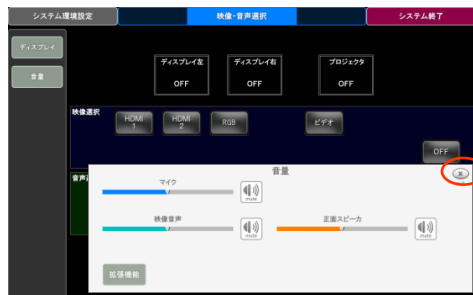 システム環境設定
映像・音声選択
システム終了
ディスプレイ
音量
ディスプレイ左
OFF
ディスプレイ右
OFF
プロジェクタ
OFF
映像選択
HDMI
1
HDMI
2
RGB
ビデオ
OFF
音声
音量
マイク
mute
映像音声
mute
正面スピーカ
mute
拡張機能